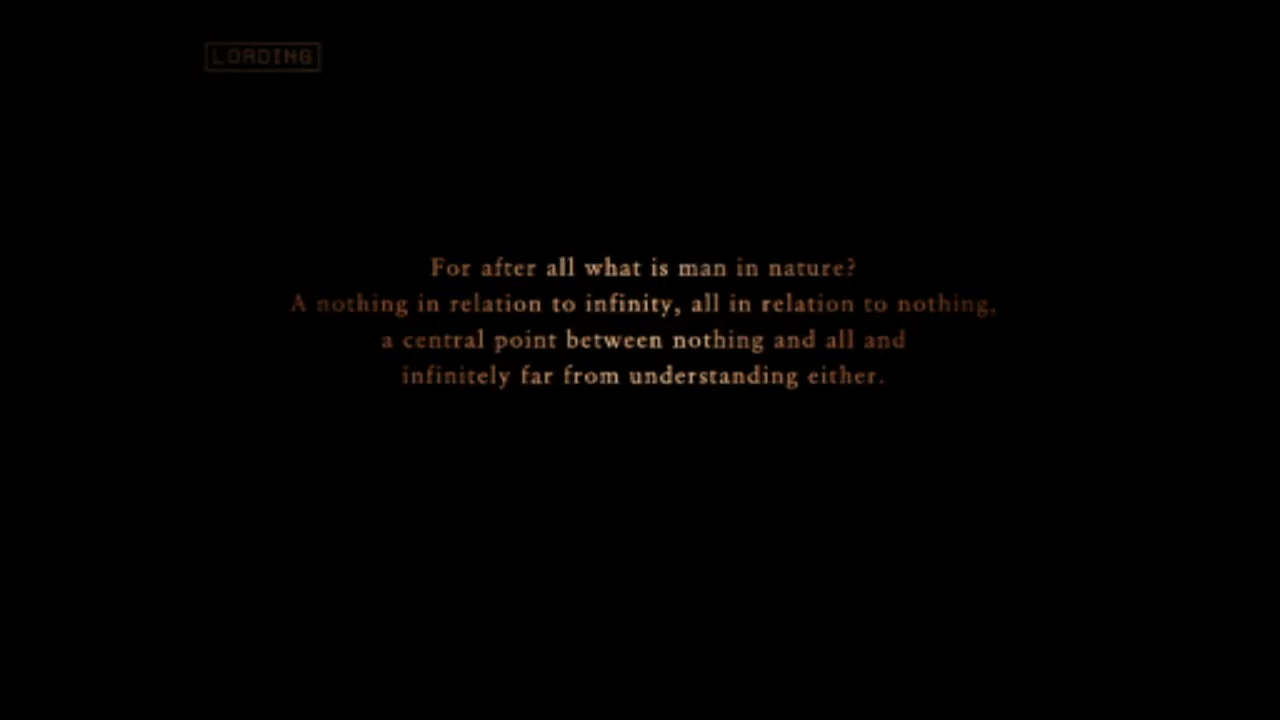 LOADING
For after all what is man in nature?
A nothing in relation to infinity, all in relation to nothing,
a central point between nothing and all and
infinitely far from understanding either.